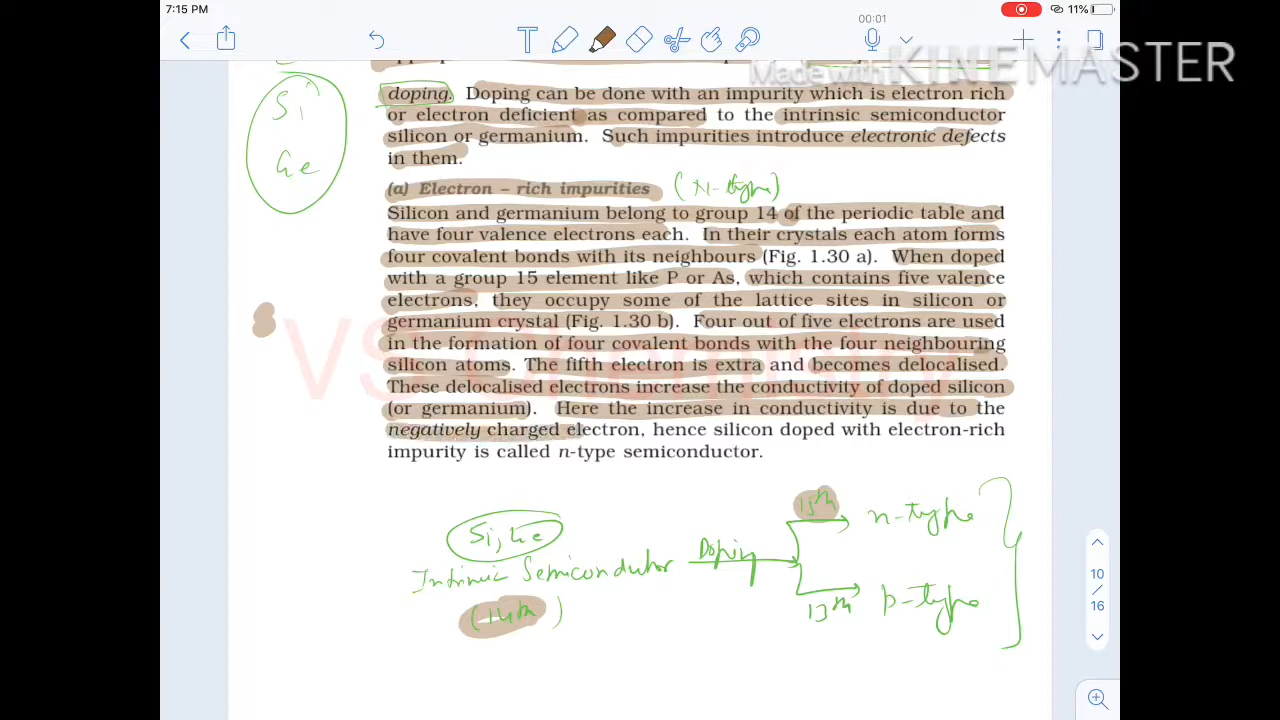 7:15 PM
11%
00:01
Made with KINEMASTER
doping. Doping can be done with an impurity which is electron rich
or electron deficient as compared to the intrinsic semiconductor
silicon or germanium. Such impurities introduce electronic defects
in them.
Si
Ge
(a) Electron – rich impurities (N-type)
Silicon and germanium belong to group 14 of the periodic table and
have four valence electrons each. In their crystals each atom forms
four covalent bonds with its neighbours (Fig. 1.30 a). When doped
with a group 15 element like P or As, which contains five valence
electrons, they occupy some of the lattice sites in silicon or
germanium crystal (Fig. 1.30 b). Four out of five electrons are used
in the formation of four covalent bonds with the four neighbouring
silicon atoms. The fifth electron is extra and becomes delocalised.
These delocalised electrons increase the conductivity of doped silicon
(or germanium). Here the increase in conductivity is due to the
negatively charged electron, hence silicon doped with electron-rich
impurity is called n-type semiconductor.
VS Chemistry
15th n-type
Si, Ge
Intrinsic Semiconductor Doping
(14th)
13th p-type
10
/
16